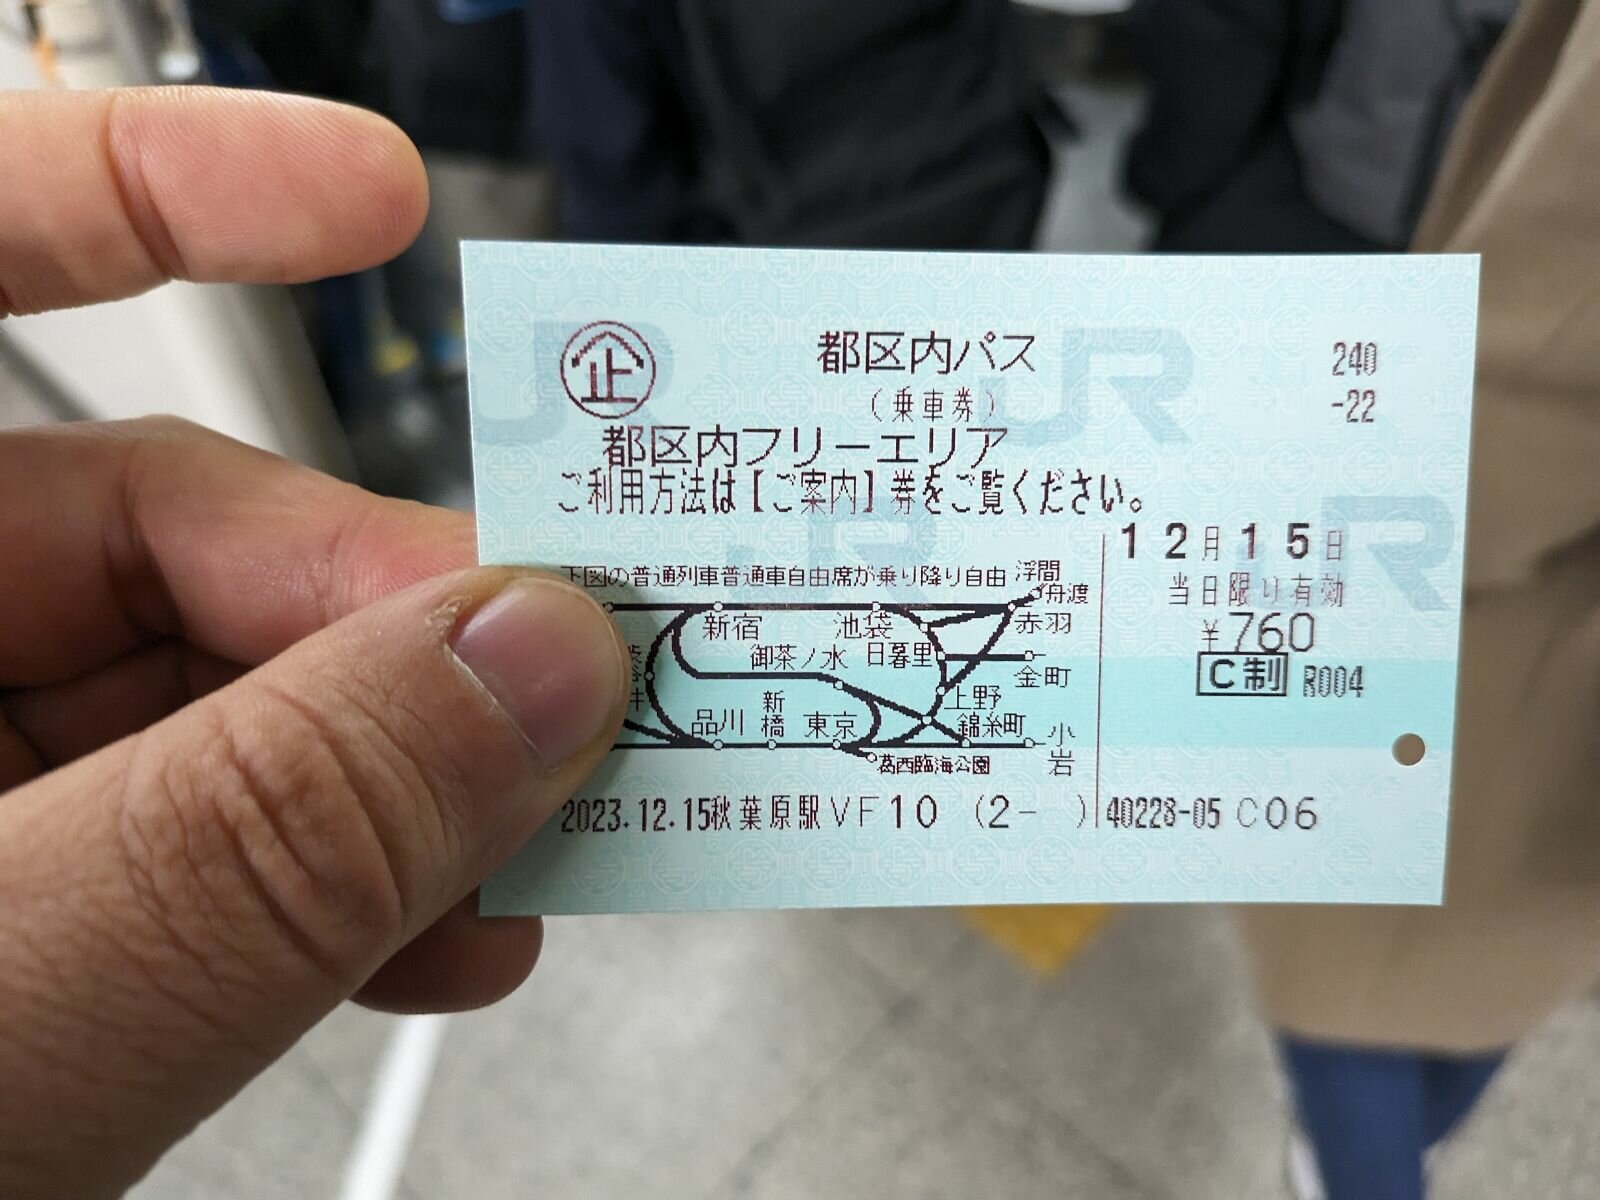 企
都区内パス
240
-22
(乗車券)
都区内フリーエリア
ご利用方法は【ご案内】券をご覧ください。
12月15日
当日限り有効
¥760
C制 R004
下図の普通列車普通車自由席が乗り降り自由
浮間
舟渡
新宿
池袋
赤羽
御茶ノ水
日暮里
金町
上野
新橋
品川
東京
錦糸町
小岩
葛西臨海公園
2023.12.15秋葉原駅VF10 (2- )
40228-05 C06
JR
JR
JR
JR